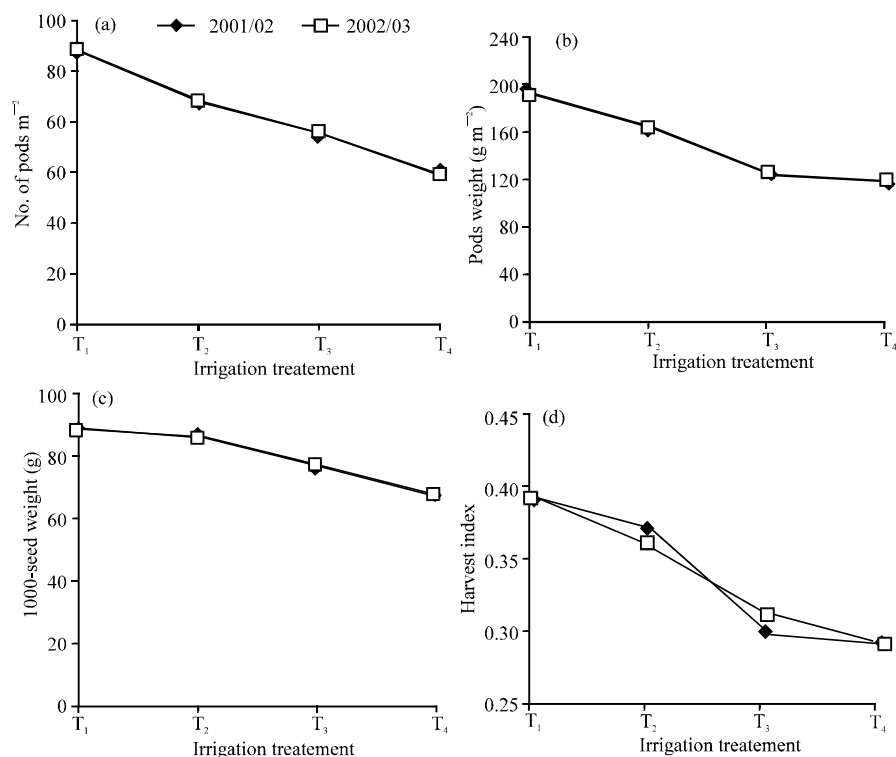 (a) 2001/02 2002/03
100
80
60
40
20
0
No. of pods m⁻²
T₁ T₂ T₃ T₄
Irrigation treatement
(b)
240
200
160
120
80
40
0
Pods weight (g m⁻²)
T₁ T₂ T₃ T₄
Irrigation treatement
(c)
100
80
60
40
20
0
1000-seed weight (g)
T₁ T₂ T₃ T₄
Irrigation treatement
(d)
0.45
0.40
0.35
0.30
0.25
Harvest index
T₁ T₂ T₃ T₄
Irrigation treatement